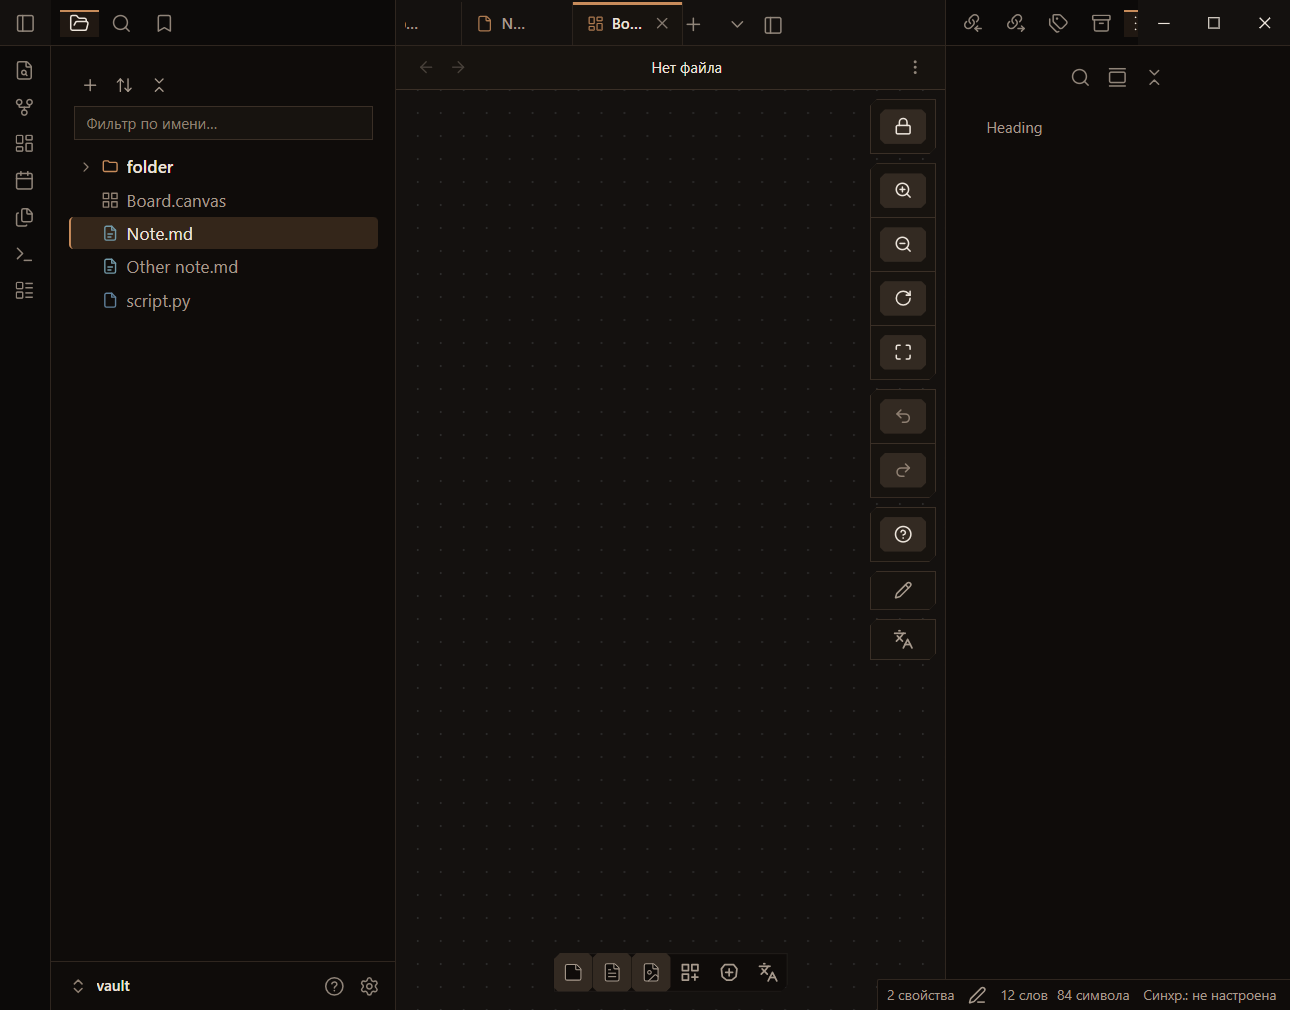 ...
N...
Bo...
Нет файла
Фильтр по имени...
folder
Board.canvas
Note.md
Other note.md
script.py
Heading
vault
2 свойства
12 слов
84 символа
Синхр.: не настроена